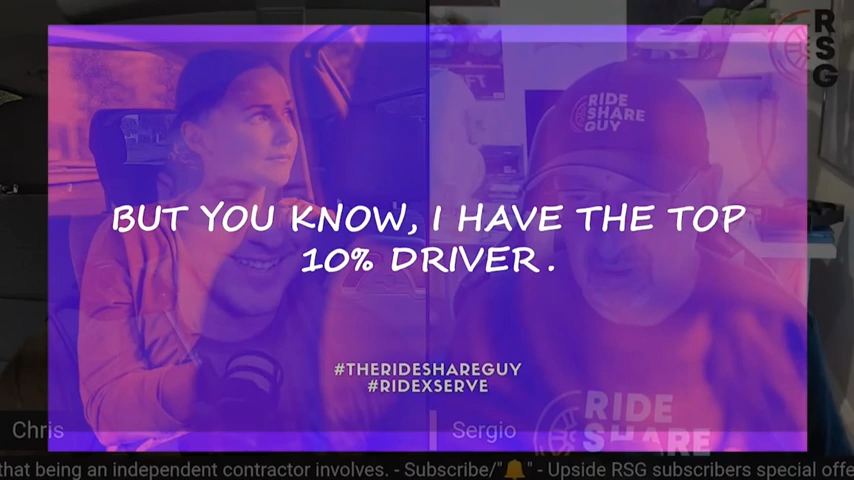 RSG
RIDE
SHARE
GUY
BUT YOU KNOW, I HAVE THE TOP
10% DRIVER.
#THERIDESHAREGUY
#RIDEXSERVE
RIDE
SHARE
Chris
Sergio
that being an independent contractor involves. - Subscribe/"🔔" - Upside RSG subscribers special offe